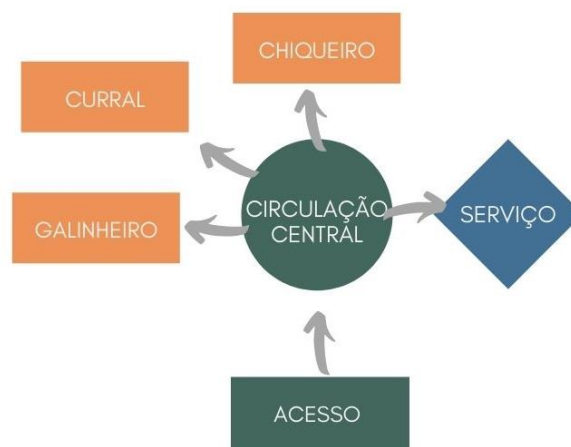 CHIQUEIRO
CURRAL
GALINHEIRO
CIRCULAÇÃO
CENTRAL
SERVIÇO
ACESSO